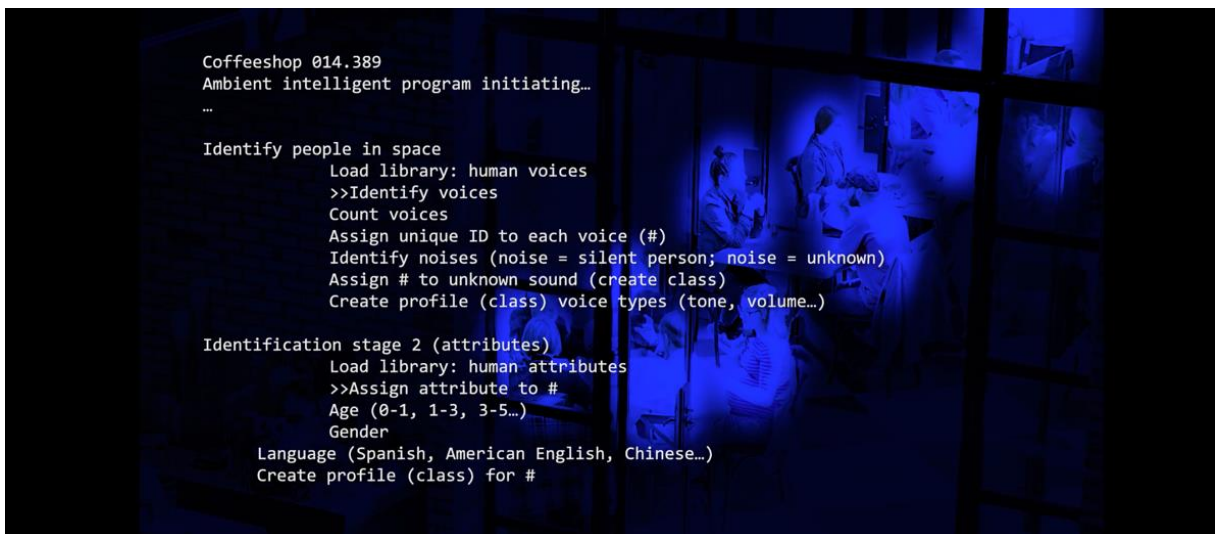 Coffeeshop 014.389
Ambient intelligent program initiating…
…
Identify people in space
Load library: human voices
>>Identify voices
Count voices
Assign unique ID to each voice (#)
Identify noises (noise = silent person; noise = unknown)
Assign # to unknown sound (create class)
Create profile (class) voice types (tone, volume…)
Identification stage 2 (attributes)
Load library: human attributes
>>Assign attribute to #
Age (0-1, 1-3, 3-5…)
Gender
Language (Spanish, American English, Chinese…)
Create profile (class) for #